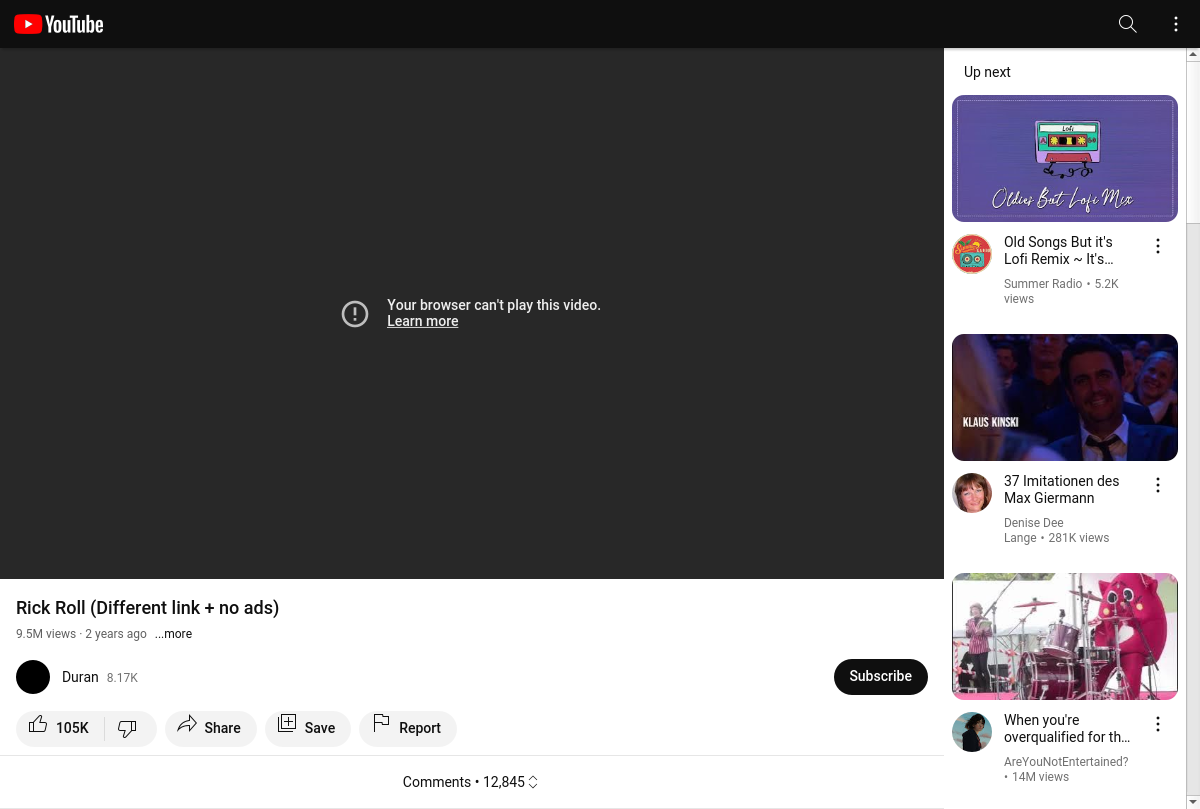 YouTube
Your browser can't play this video.
Learn more
Rick Roll (Different link + no ads)
9.5M views · 2 years ago ...more
Duran 8.17K
Subscribe
105K
Share
Save
Report
Comments • 12,845
Up next
Lofi
A
Oldies But Lofi Mix
Old Songs But it's
Lofi Remix ~ It's...
Summer Radio • 5.2K
views
KLAUS KINSKI
37 Imitationen des
Max Giermann
Denise Dee
Lange • 281K views
When you're
overqualified for th...
AreYouNotEntertained?
• 14M views